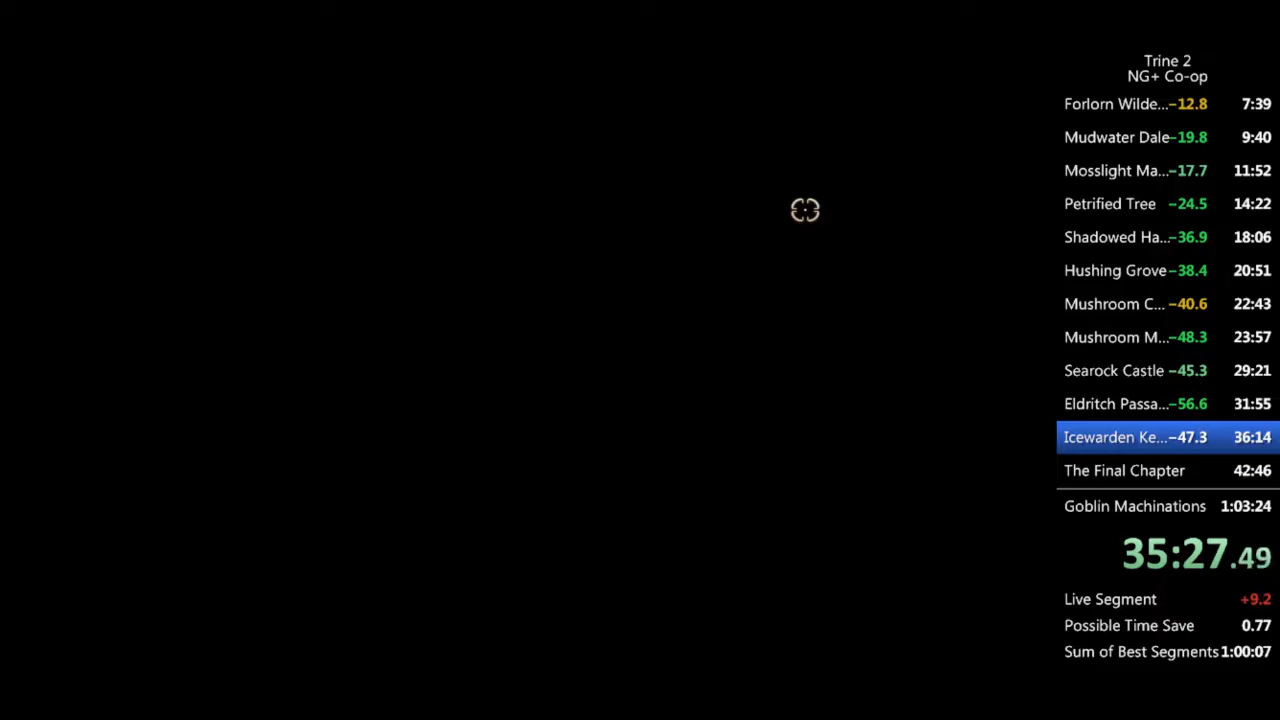 Trine 2
NG+ Co-op
Forlorn Wilde... −12.8 7:39
Mudwater Dale −19.8 9:40
Mosslight Ma... −17.7 11:52
Petrified Tree −24.5 14:22
Shadowed Ha... −36.9 18:06
Hushing Grove −38.4 20:51
Mushroom C... −40.6 22:43
Mushroom M... −48.3 23:57
Searock Castle −45.3 29:21
Eldritch Passa... −56.6 31:55
Icewarden Ke... −47.3 36:14
The Final Chapter 42:46
Goblin Machinations 1:03:24
35:27.49
Live Segment +9.2
Possible Time Save 0.77
Sum of Best Segments 1:00:07